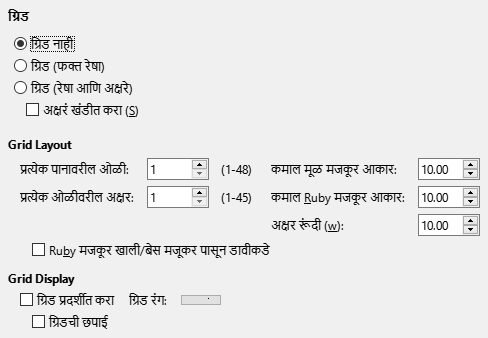 ग्रिड
ग्रिड नाही
ग्रिड (फक्त रेषा)
ग्रिड (रेषा आणि अक्षरे)
अक्षरं खंडीत करा (S)
Grid Layout
प्रत्येक पानावरील ओळी: 1 (1-48) कमाल मूळ मजकूर आकार: 10.00
प्रत्येक ओळीवरील अक्षर: 1 (1-45) कमाल Ruby मजकूर आकार: 10.00
अक्षर रूंदी (w): 10.00
Ruby मजकूर खाली/बेस मजूकर पासून डावीकडे
Grid Display
ग्रिड प्रदर्शीत करा ग्रिड रंग:
ग्रिडची छपाई